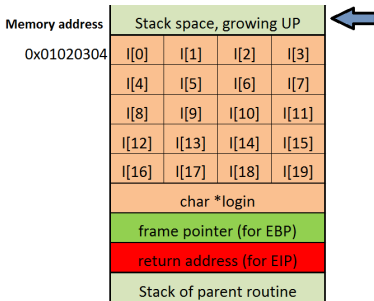 Memory address Stack space, growing UP
0x01020304 I[0] I[1] I[2] I[3]
I[4] I[5] I[6] I[7]
I[8] I[9] I[10] I[11]
I[12] I[13] I[14] I[15]
I[16] I[17] I[18] I[19]
char *login
frame pointer (for EBP)
return address (for EIP)
Stack of parent routine